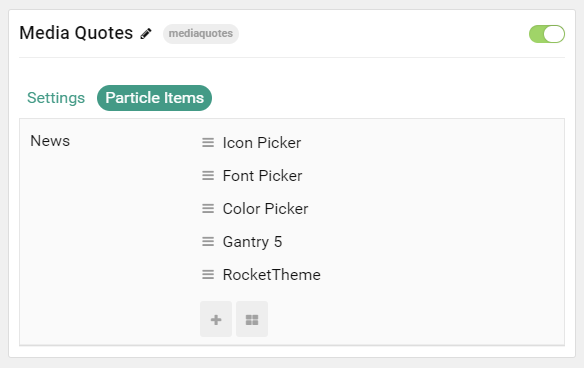 Media Quotes mediaquotes
Settings Particle Items
News Icon Picker
Font Picker
Color Picker
Gantry 5
RocketTheme